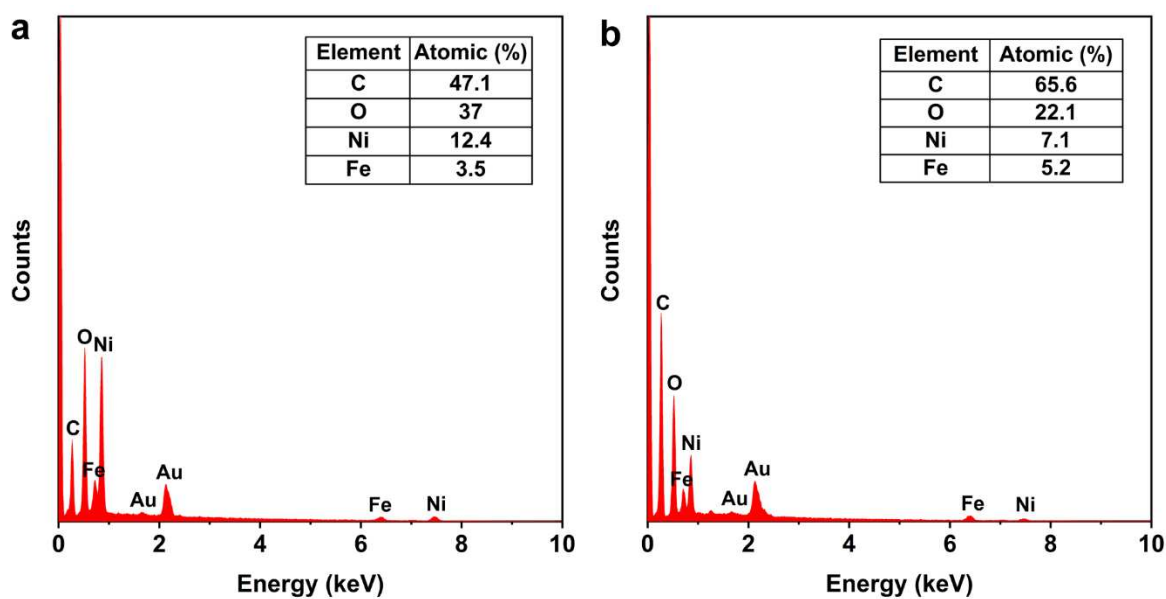 a
Element Atomic (%)
C 47.1
O 37
Ni 12.4
Fe 3.5
Counts
O Ni
C
Fe
Au
Au
Fe
Ni
0 2 4 6 8 10
Energy (keV)
b
Element Atomic (%)
C 65.6
O 22.1
Ni 7.1
Fe 5.2
Counts
C
O
Ni
Fe
Au
Au
Fe
Ni
0 2 4 6 8 10
Energy (keV)